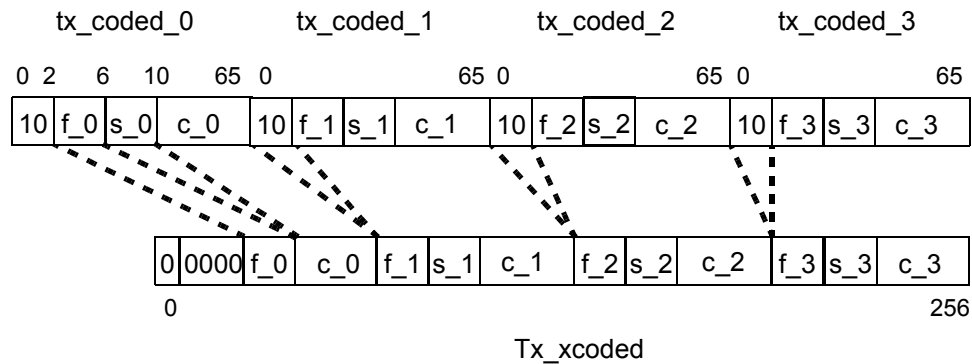 tx_coded_0 tx_coded_1 tx_coded_2 tx_coded_3
0 2 6 10 65 0 65 0 65 0 65
10 f_0 s_0 c_0 10 f_1 s_1 c_1 10 f_2 s_2 c_2 10 f_3 s_3 c_3
0 0000 f_0 c_0 f_1 s_1 c_1 f_2 s_2 c_2 f_3 s_3 c_3
0 256
Tx_xcoded